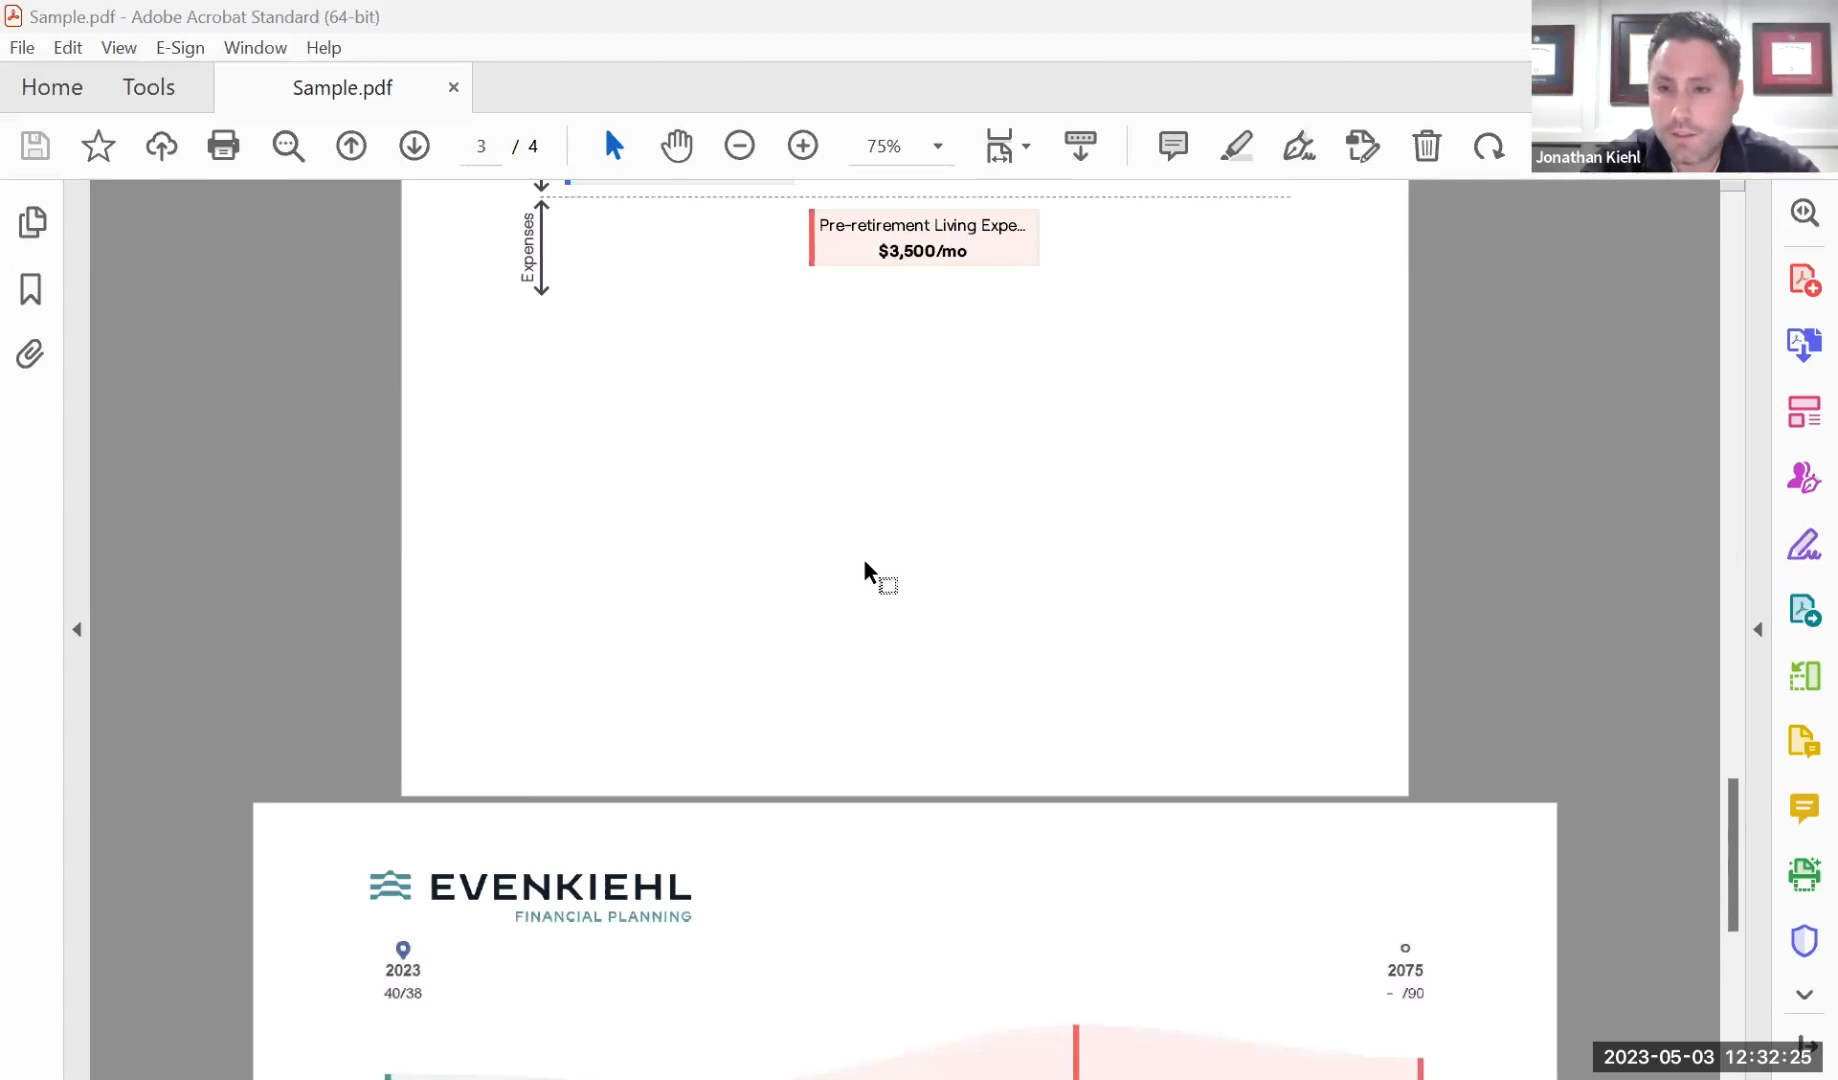 Sample.pdf - Adobe Acrobat Standard (64-bit)
File Edit View E-Sign Window Help
Home Tools Sample.pdf ×
3 / 4 75%
Jonathan Kiehl
Expenses
Pre-retirement Living Expe...
$3,500/mo
EVENKIEHL
FINANCIAL PLANNING
2023
40/38
2075
- /90
2023-05-03 12:32:25